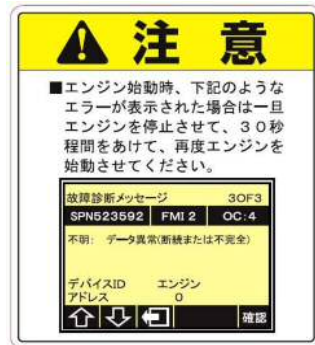 注 意
■エンジン始動時、下記のような
エラーが表示された場合は一旦
エンジンを停止させて、30秒
程間をあけて、再度エンジンを
始動させてください。
故障診断メッセージ 3OF3
SPN523592 FMI 2 OC:4
不明: データ異常(断続または不完全)
デバイスID エンジン
アドレス 0
確認